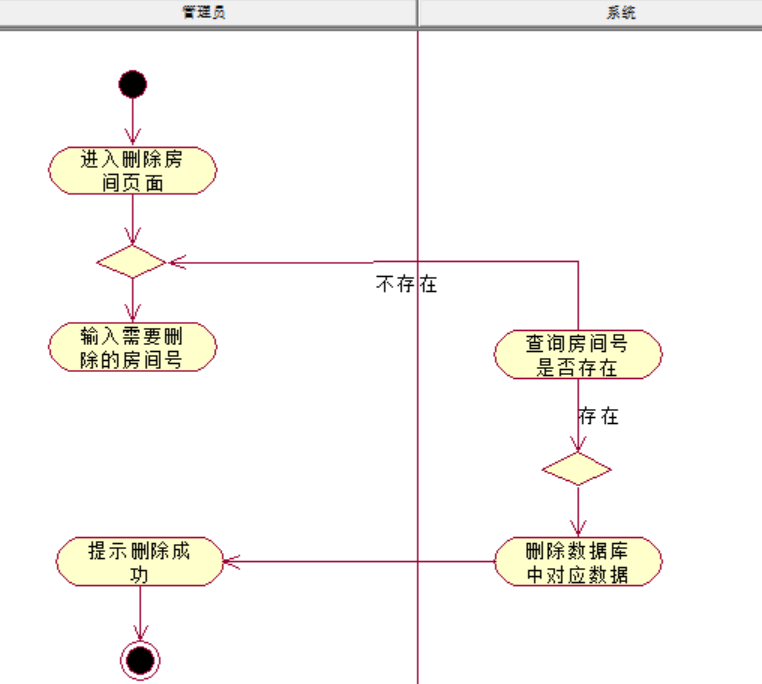 管理员
系统
进入删除房
间页面
不存在
输入需要删
除的房间号
查询房间号
是否存在
存在
提示删除成
功
删除数据库
中对应数据